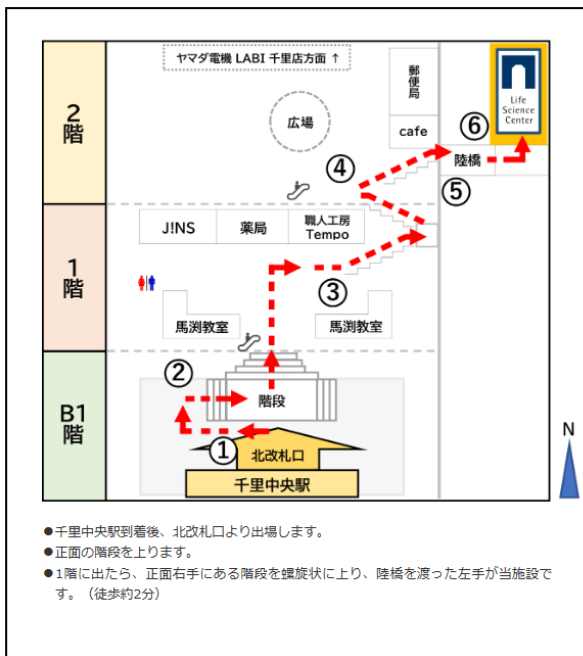 ヤマダ電機 LABI 千里店方面 ↑
2階
広場
郵便局
cafe
Life
Science
Center
⑥
陸橋
④
⑤
1階
J!NS
薬局
職人工房
Tempo
③
馬渕教室
馬渕教室
B1階
②
階段
①
北改札口
千里中央駅
N
●千里中央駅到着後、北改札口より出場します。
●正面の階段を上ります。
●1階に出たら、正面右手にある階段を螺旋状に上り、陸橋を渡った左手が当施設で
す。（徒歩約2分）